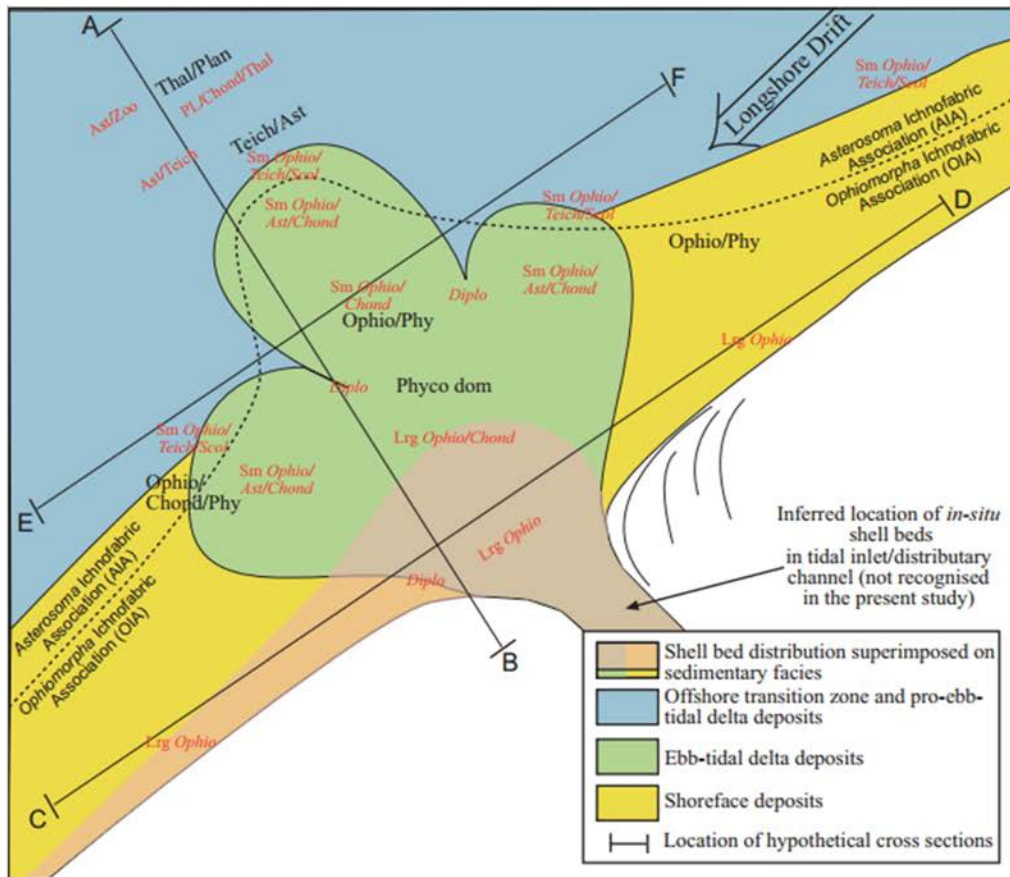 A
Thal/Plan
PL/Chond/Thal
Ast/Zoo
F
Longshore Drift
Sm Ophio/
Teich/Scol
Teich/Ast
Ast/Teich
Sm Ophio/
Teich/Scol
Asterosoma Ichnofabric
Association (AIA)
Ophiomorpha Ichnofabric
Association (OIA)
Sm Ophio/
Teich/Scol
D
Sm Ophio/
Ast/Chond
Ophio/Phy
Sm Ophio/
Ast/Chond
Sm Ophio/
Chond
Diplo
Ophio/Phy
Lrg Ophio
Diplo
Phyco dom
Sm Ophio/
Teich/Scol
Lrg Ophio/Chond
Sm Ophio/
Ast/Chond
Ophio/
Chond/Phy
E
Lrg Ophio
Inferred location of in-situ
shell beds
in tidal inlet/distributary
channel (not recognised
in the present study)
Diplo
Asterosoma Ichnofabric
Association (AIA)
Ophiomorpha Ichnofabric
Association (OIA)
B
Lrg Ophio
C
Shell bed distribution superimposed on
sedimentary facies
Offshore transition zone and pro-ebb-
tidal delta deposits
Ebb-tidal delta deposits
Shoreface deposits
Location of hypothetical cross sections